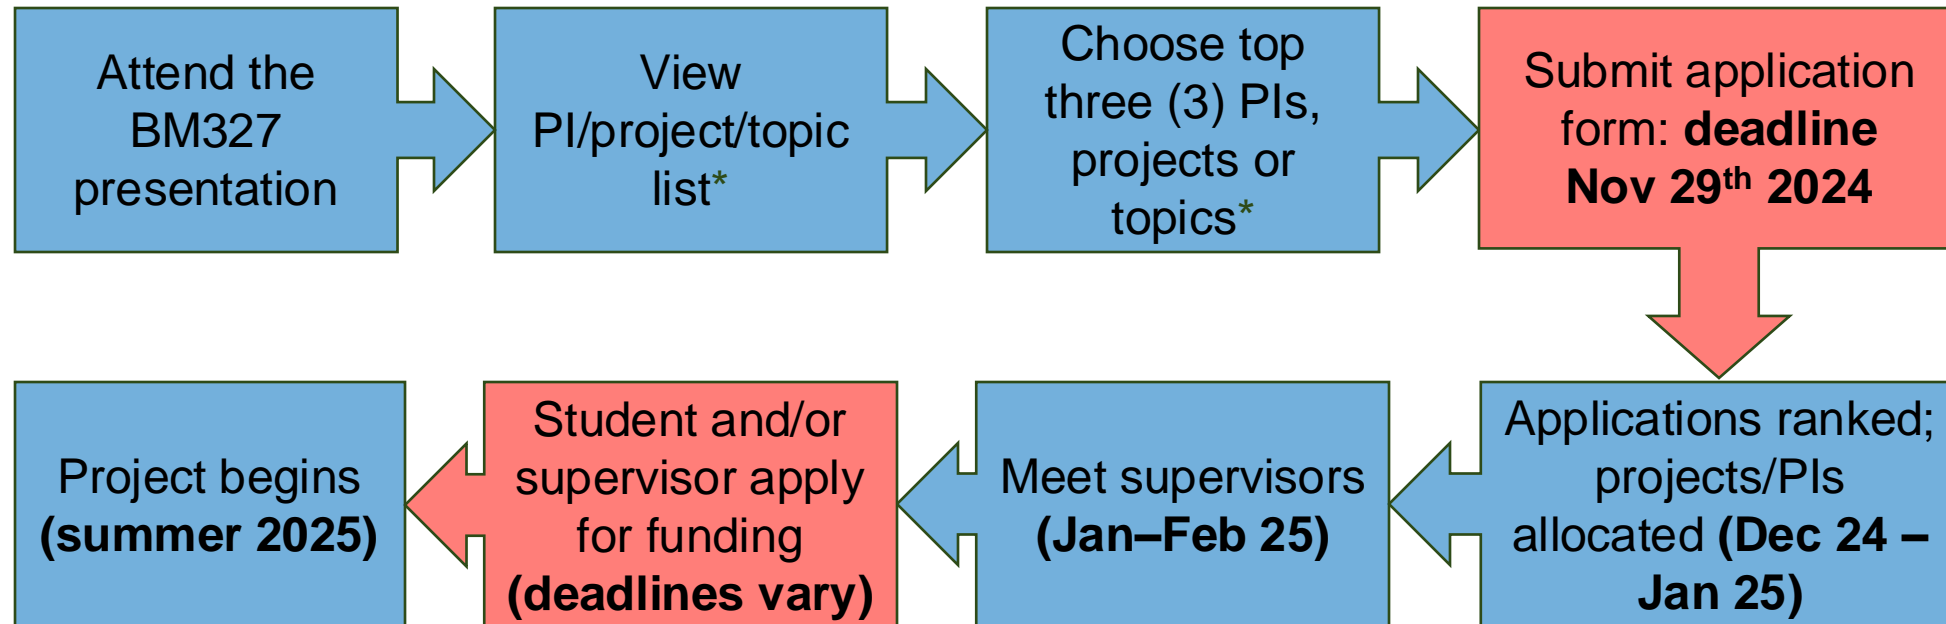 Attend the
BM327
presentation
View
PI/project/topic
list*
Choose top
three (3) PIs,
projects or
topics*
Submit application
form: deadline
Nov 29th 2024
Applications ranked;
projects/PIs
allocated (Dec 24 –
Jan 25)
Meet supervisors
(Jan–Feb 25)
Student and/or
supervisor apply
for funding
(deadlines vary)
Project begins
(summer 2025)